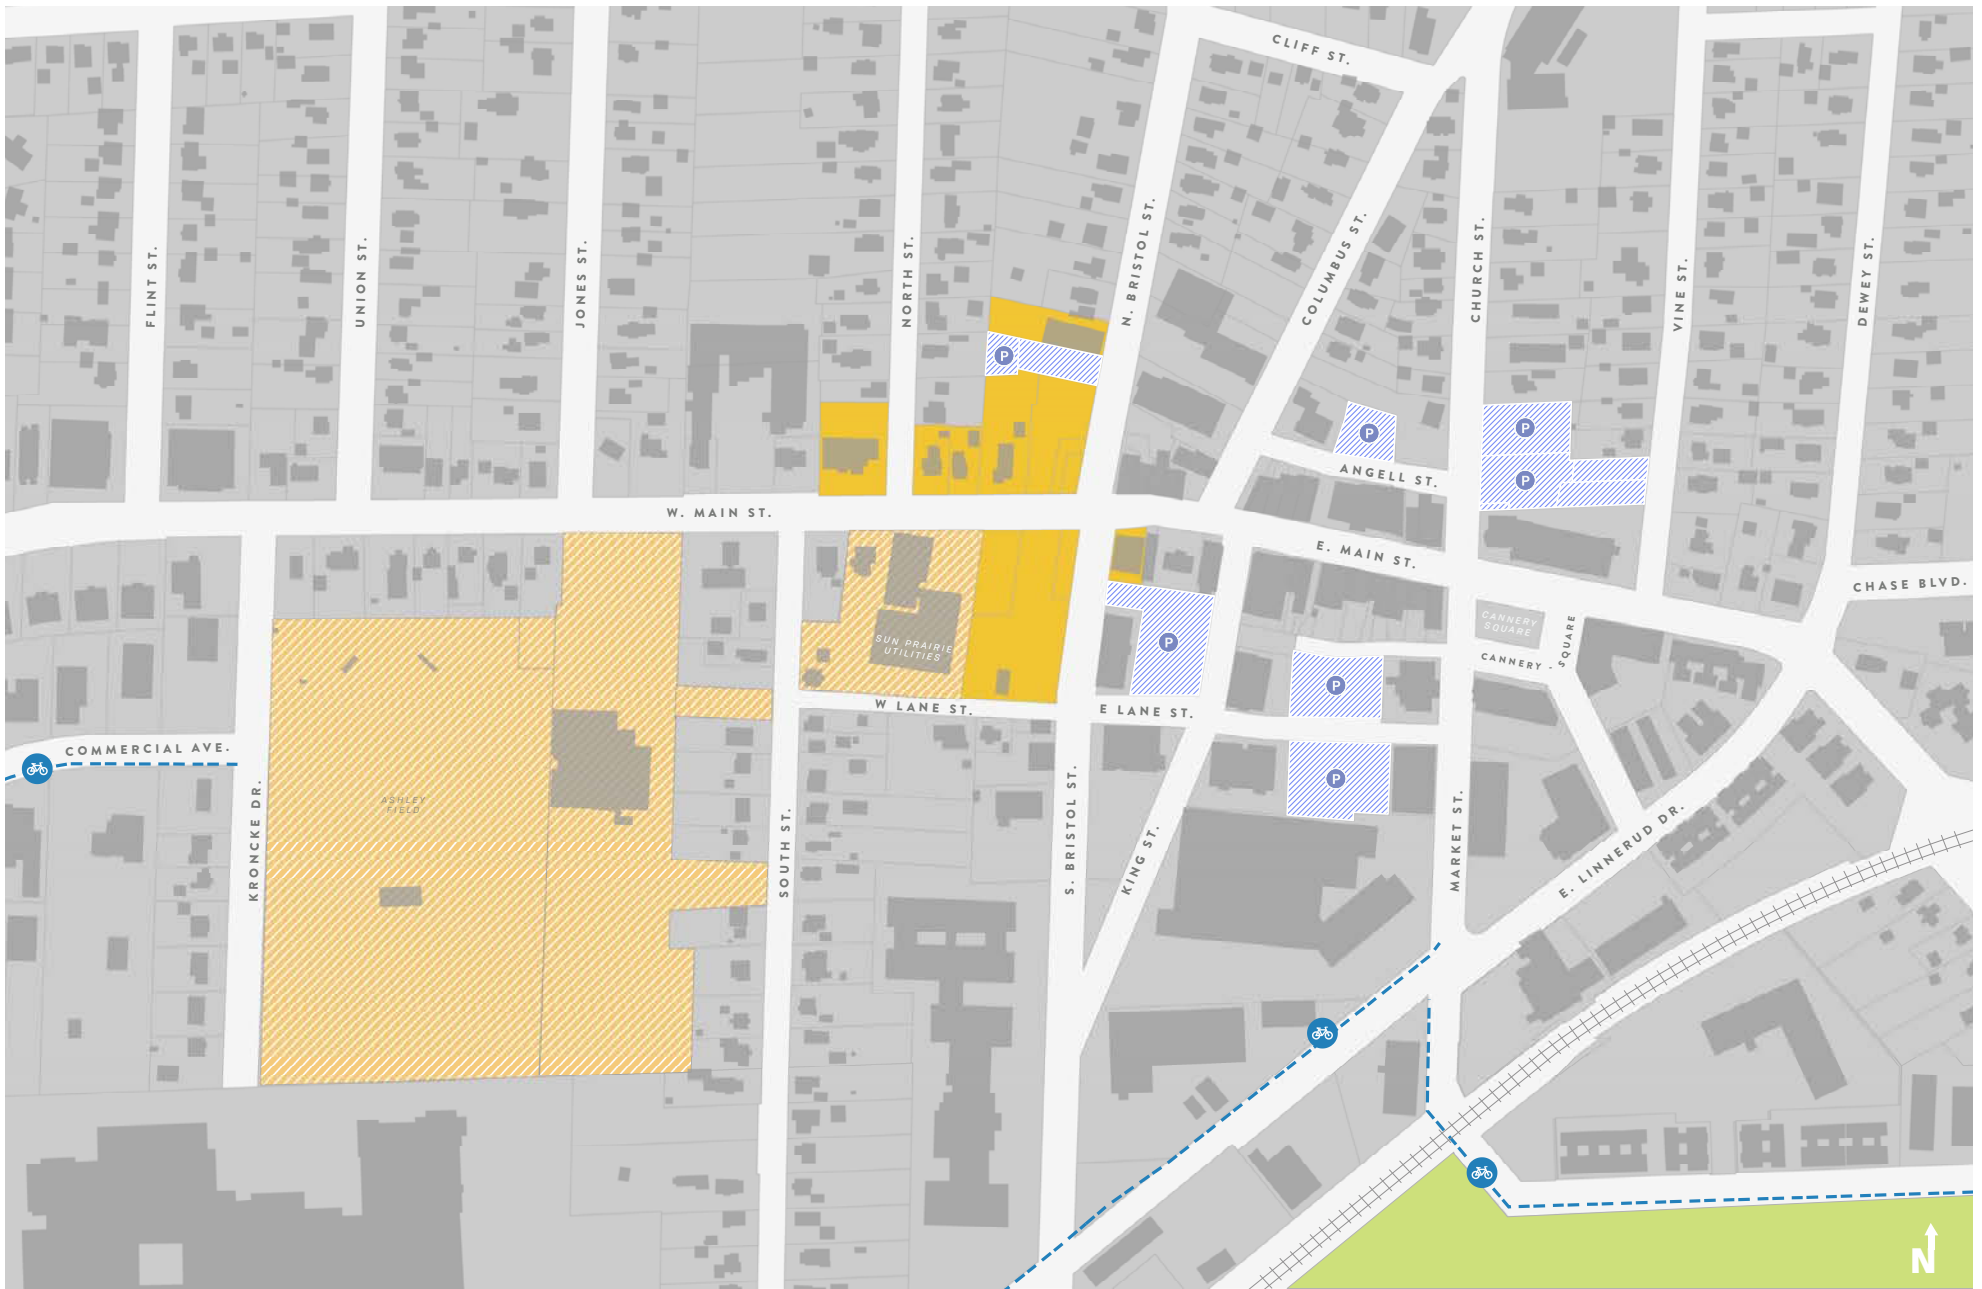 CLIFF ST.
FLINT ST.
UNION ST.
JONES ST.
NORTH ST.
N. BRISTOL ST.
COLUMBUS ST.
CHURCH ST.
VINE ST.
DEWEY ST.
P
P
P
P
ANGELL ST.
W. MAIN ST.
E. MAIN ST.
CHASE BLVD.
CANNERY
SQUARE
SUN PRAIRIE
UTILITIES
P
CANNERY SQUARE
P
W LANE ST.
E LANE ST.
COMMERCIAL AVE.
P
ASHLEY
FIELD
KRONCKE DR.
SOUTH ST.
S. BRISTOL ST.
KING ST.
MARKET ST.
E. LINNERUD DR.
N